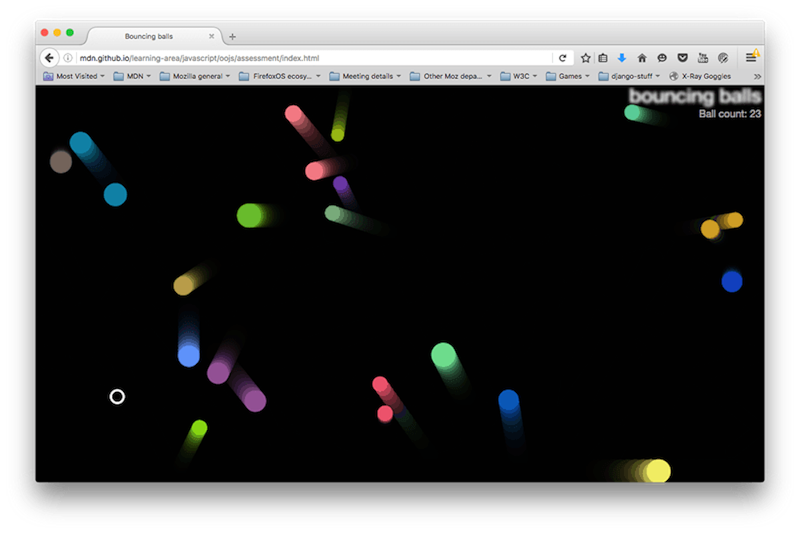 Bouncing balls
mdn.github.io/learning-area/javascript/oojs/assessment/index.html
Most Visited
MDN
Mozilla general
FirefoxOS ecosy...
Meeting details
Other Moz depa...
W3C
Games
django-stuff
X-Ray Goggles
bouncing balls
Ball count: 23